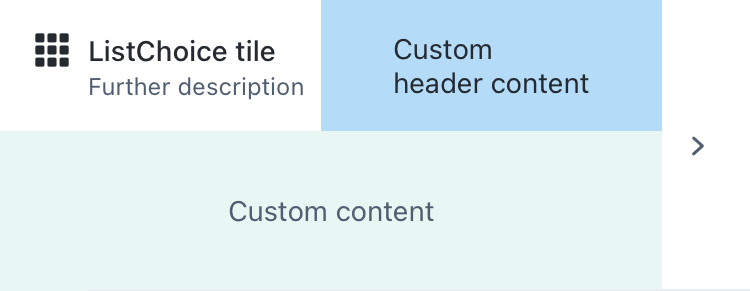 ListChoice tile
Further description
Custom
header content
Custom content